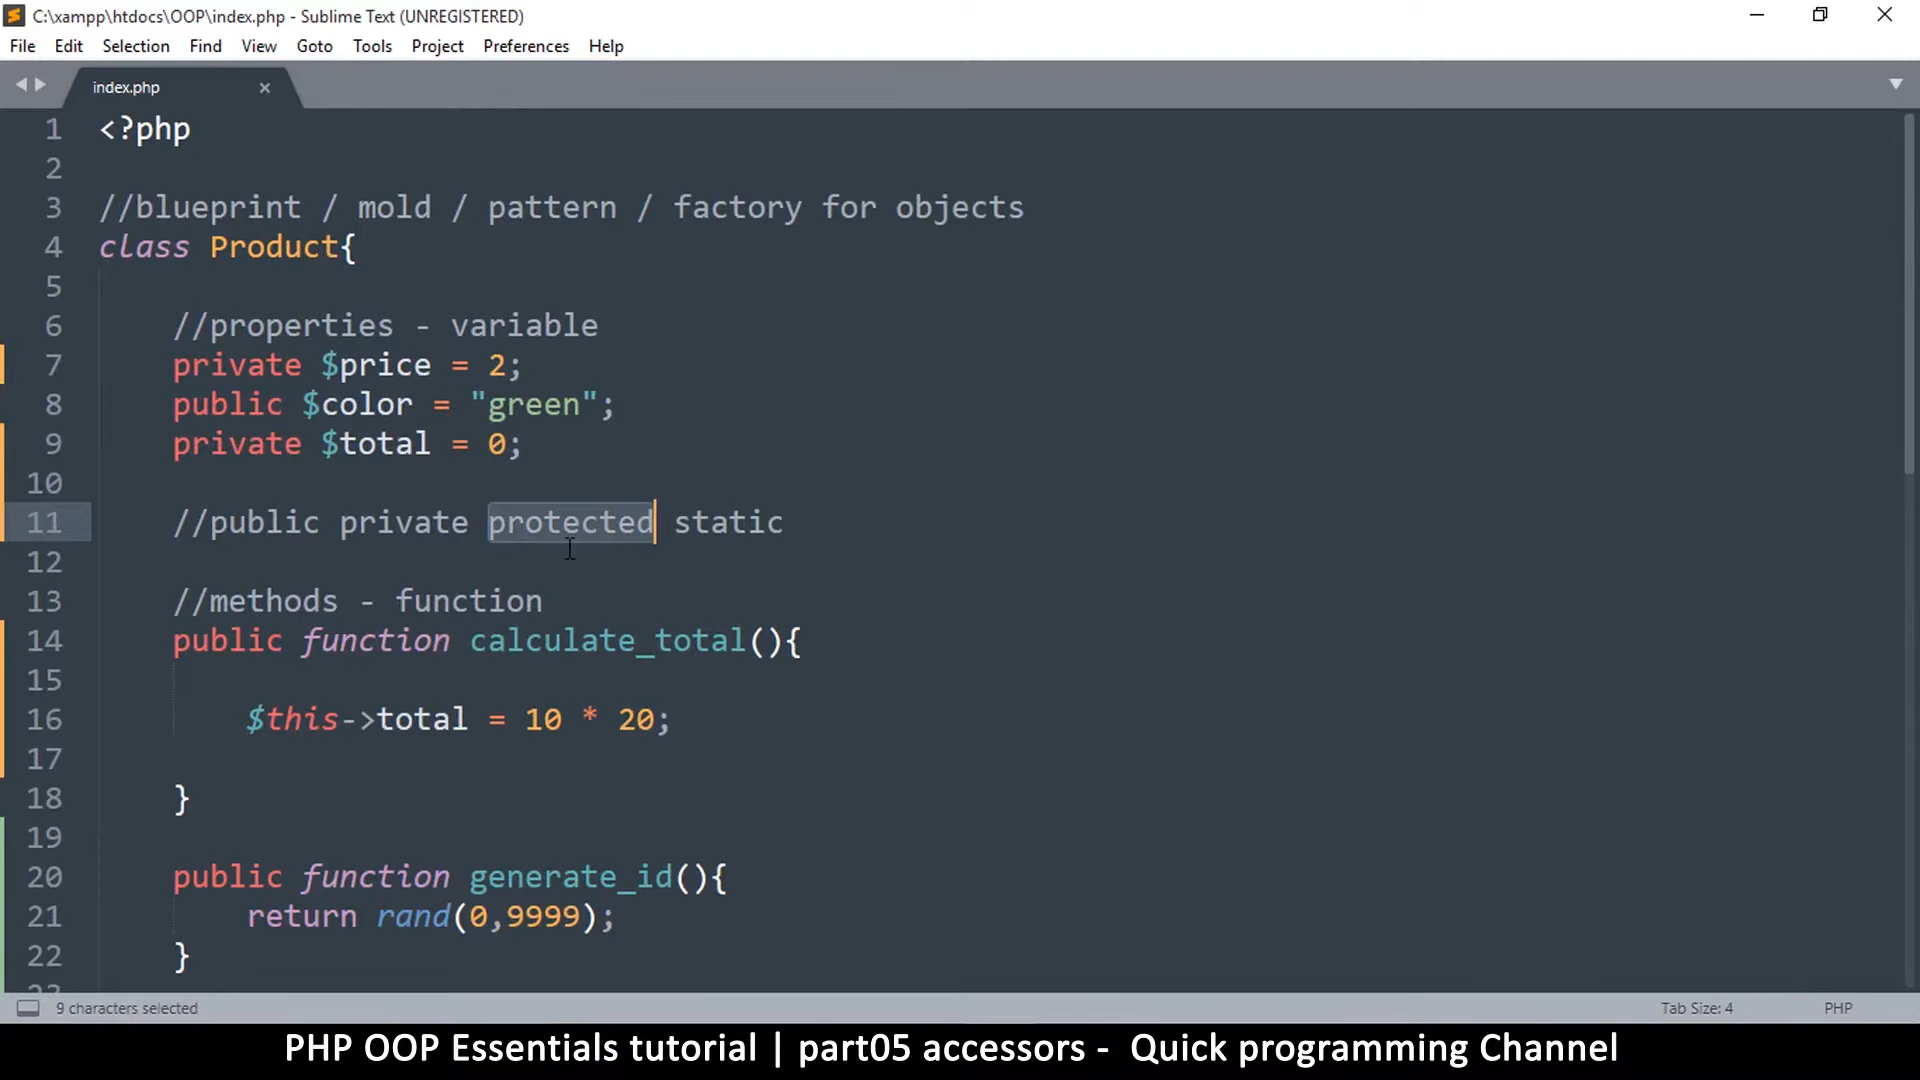 C:\xampp\htdocs\OOP\index.php - Sublime Text (UNREGISTERED)
File Edit Selection Find View Goto Tools Project Preferences Help
index.php
1 <?php
2
3 //blueprint / mold / pattern / factory for objects
4 class Product{
5
6 //properties - variable
7 private $price = 2;
8 public $color = "green";
9 private $total = 0;
10
11 //public private protected static
12
13 //methods - function
14 public function calculate_total(){
15
16 $this->total = 10 * 20;
17
18 }
19
20 public function generate_id(){
21 return rand(0,9999);
22 }
23
9 characters selected Tab Size: 4 PHP
PHP OOP Essentials tutorial | part05 accessors - Quick programming Channel